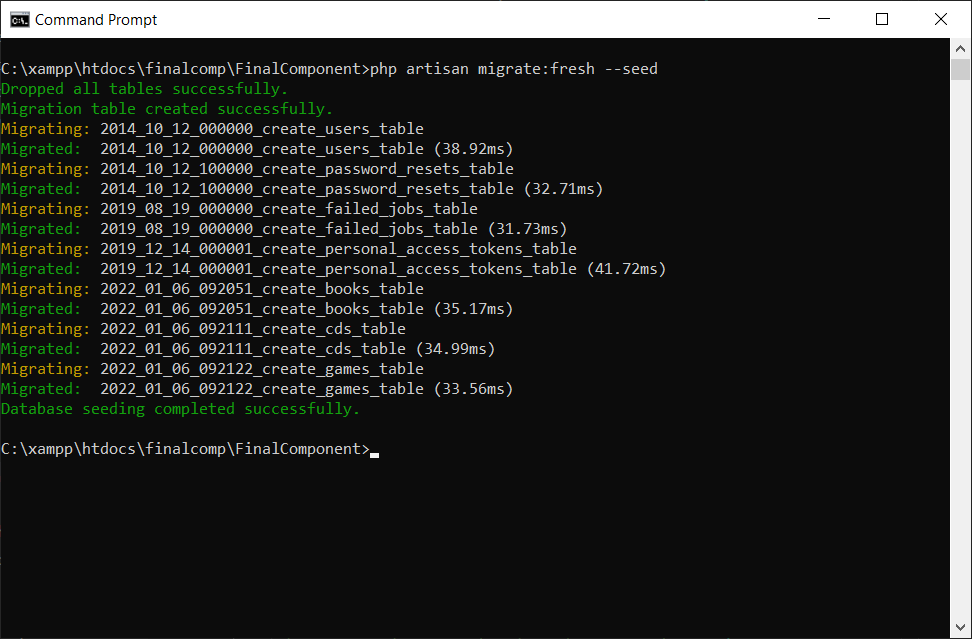 Command Prompt
C:\xampp\htdocs\finalcomp\FinalComponent>php artisan migrate:fresh --seed
Dropped all tables successfully.
Migration table created successfully.
Migrating: 2014_10_12_000000_create_users_table
Migrated:  2014_10_12_000000_create_users_table (38.92ms)
Migrating: 2014_10_12_100000_create_password_resets_table
Migrated:  2014_10_12_100000_create_password_resets_table (32.71ms)
Migrating: 2019_08_19_000000_create_failed_jobs_table
Migrated:  2019_08_19_000000_create_failed_jobs_table (31.73ms)
Migrating: 2019_12_14_000001_create_personal_access_tokens_table
Migrated:  2019_12_14_000001_create_personal_access_tokens_table (41.72ms)
Migrating: 2022_01_06_092051_create_books_table
Migrated:  2022_01_06_092051_create_books_table (35.17ms)
Migrating: 2022_01_06_092111_create_cds_table
Migrated:  2022_01_06_092111_create_cds_table (34.99ms)
Migrating: 2022_01_06_092122_create_games_table
Migrated:  2022_01_06_092122_create_games_table (33.56ms)
Database seeding completed successfully.
C:\xampp\htdocs\finalcomp\FinalComponent>